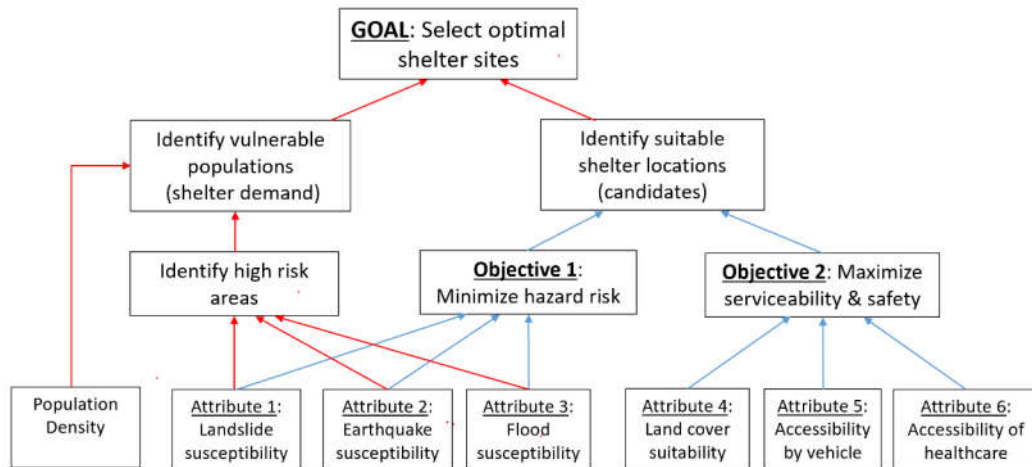 GOAL: Select optimal
shelter sites
Identify vulnerable
populations
(shelter demand)
Identify suitable
shelter locations
(candidates)
Identify high risk
areas
Objective 1:
Minimize hazard risk
Objective 2: Maximize
serviceability & safety
Population
Density
Attribute 1:
Landslide
susceptibility
Attribute 2:
Earthquake
susceptibility
Attribute 3:
Flood
susceptibility
Attribute 4:
Land cover
suitability
Attribute 5:
Accessibility
by vehicle
Attribute 6:
Accessibility of
healthcare